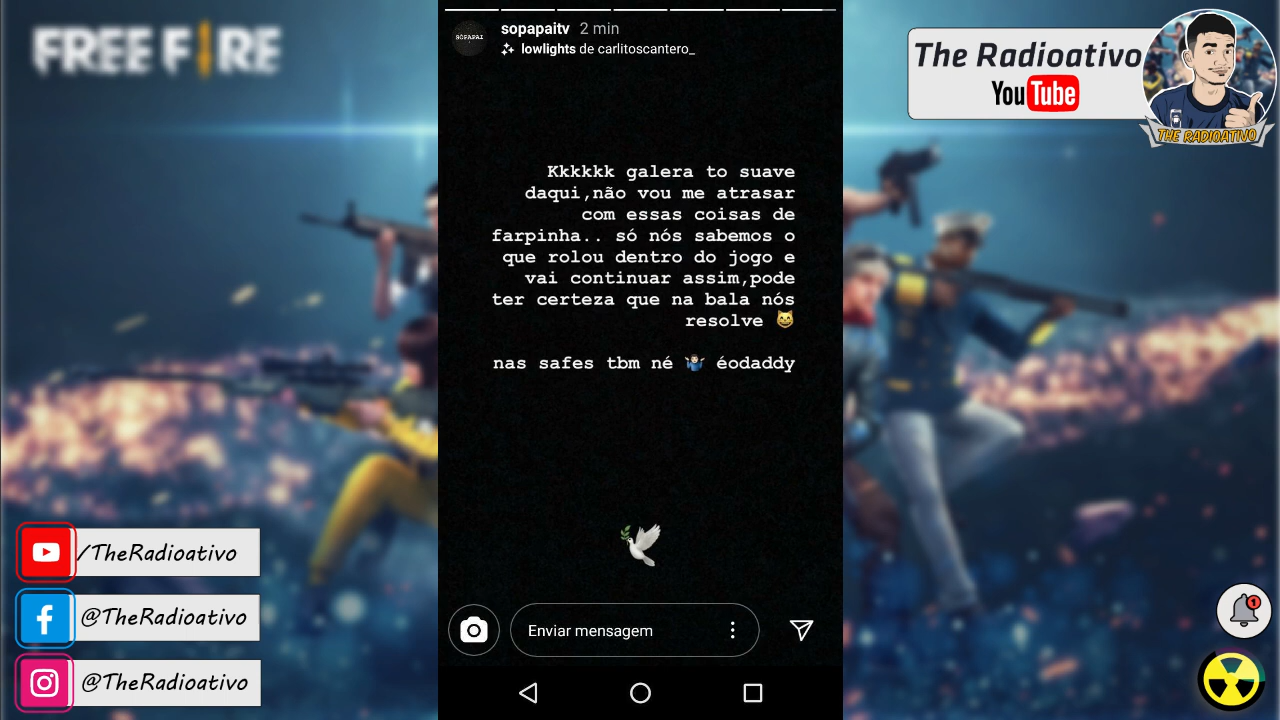 FREE FIRE
sopapaitv 2 min
SÓPAPAI
lowlights de carlitoscantero_
The Radioativo
YouTube
THE RADIOATIVO
Kkkkkk galera to suave
daqui,não vou me atrasar
com essas coisas de
farpinha.. só nós sabemos o
que rolou dentro do jogo e
vai continuar assim,pode
ter certeza que na bala nós
resolve 😸
nas safes tbm né 🤷🏻‍♂️ éodaddy
/TheRadioativo
@TheRadioativo
@TheRadioativo
Enviar mensagem
1